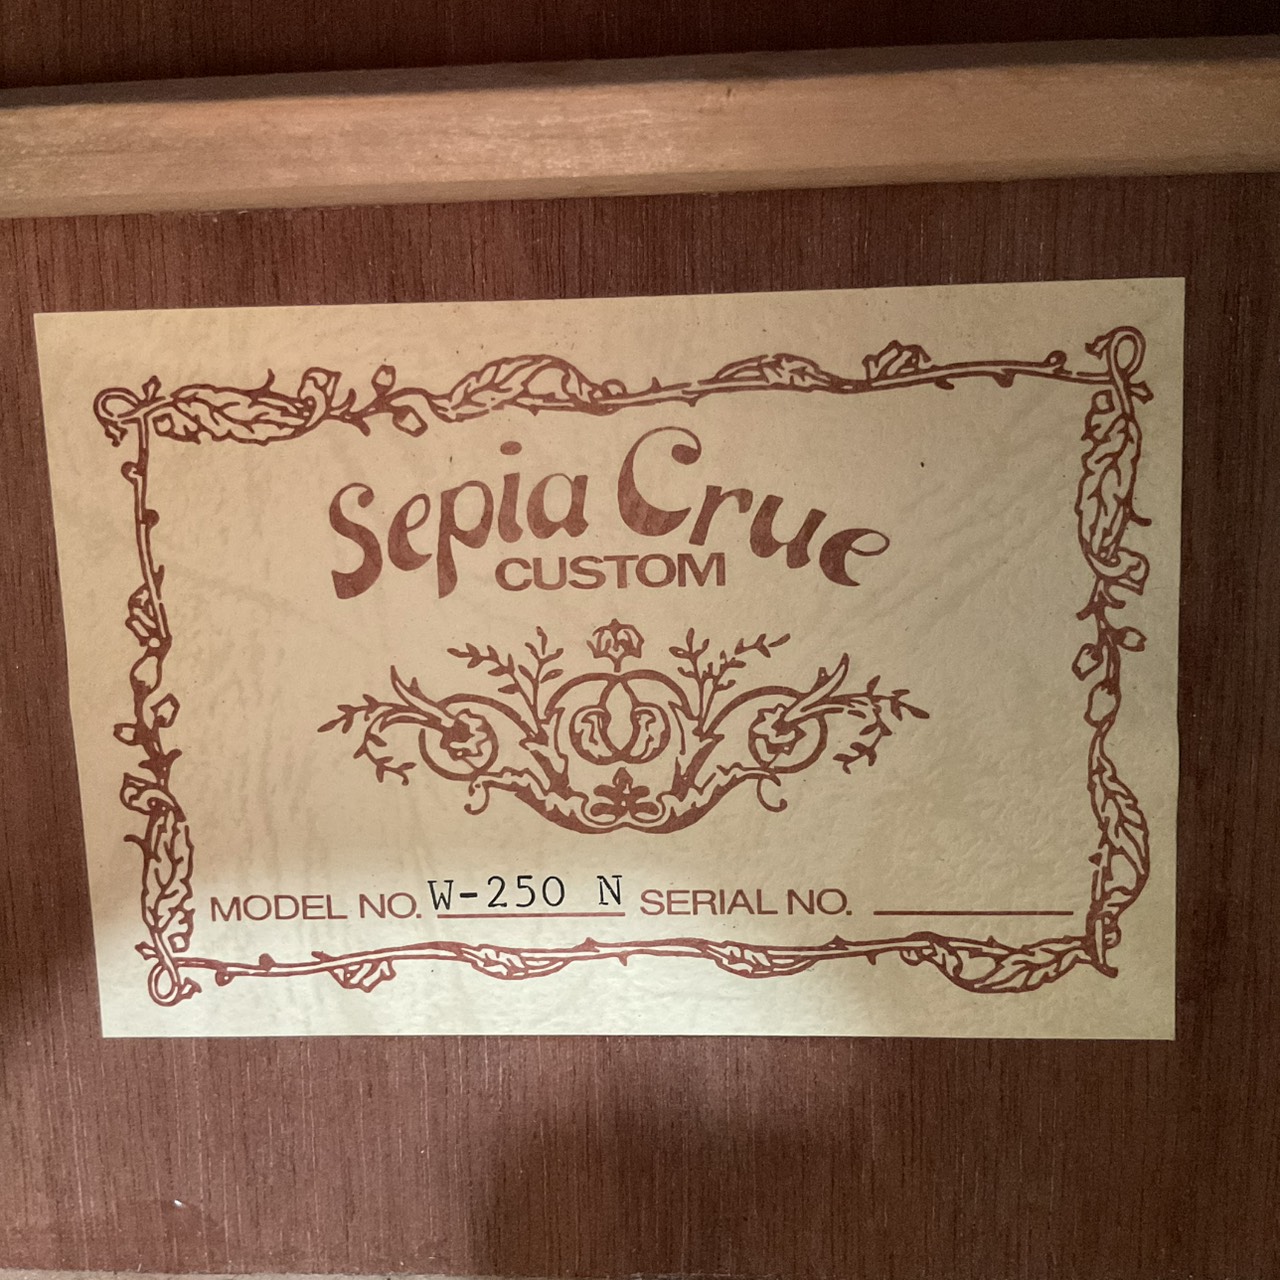 Sepia Crue
CUSTOM
MODEL NO. W-250 N SERIAL NO.